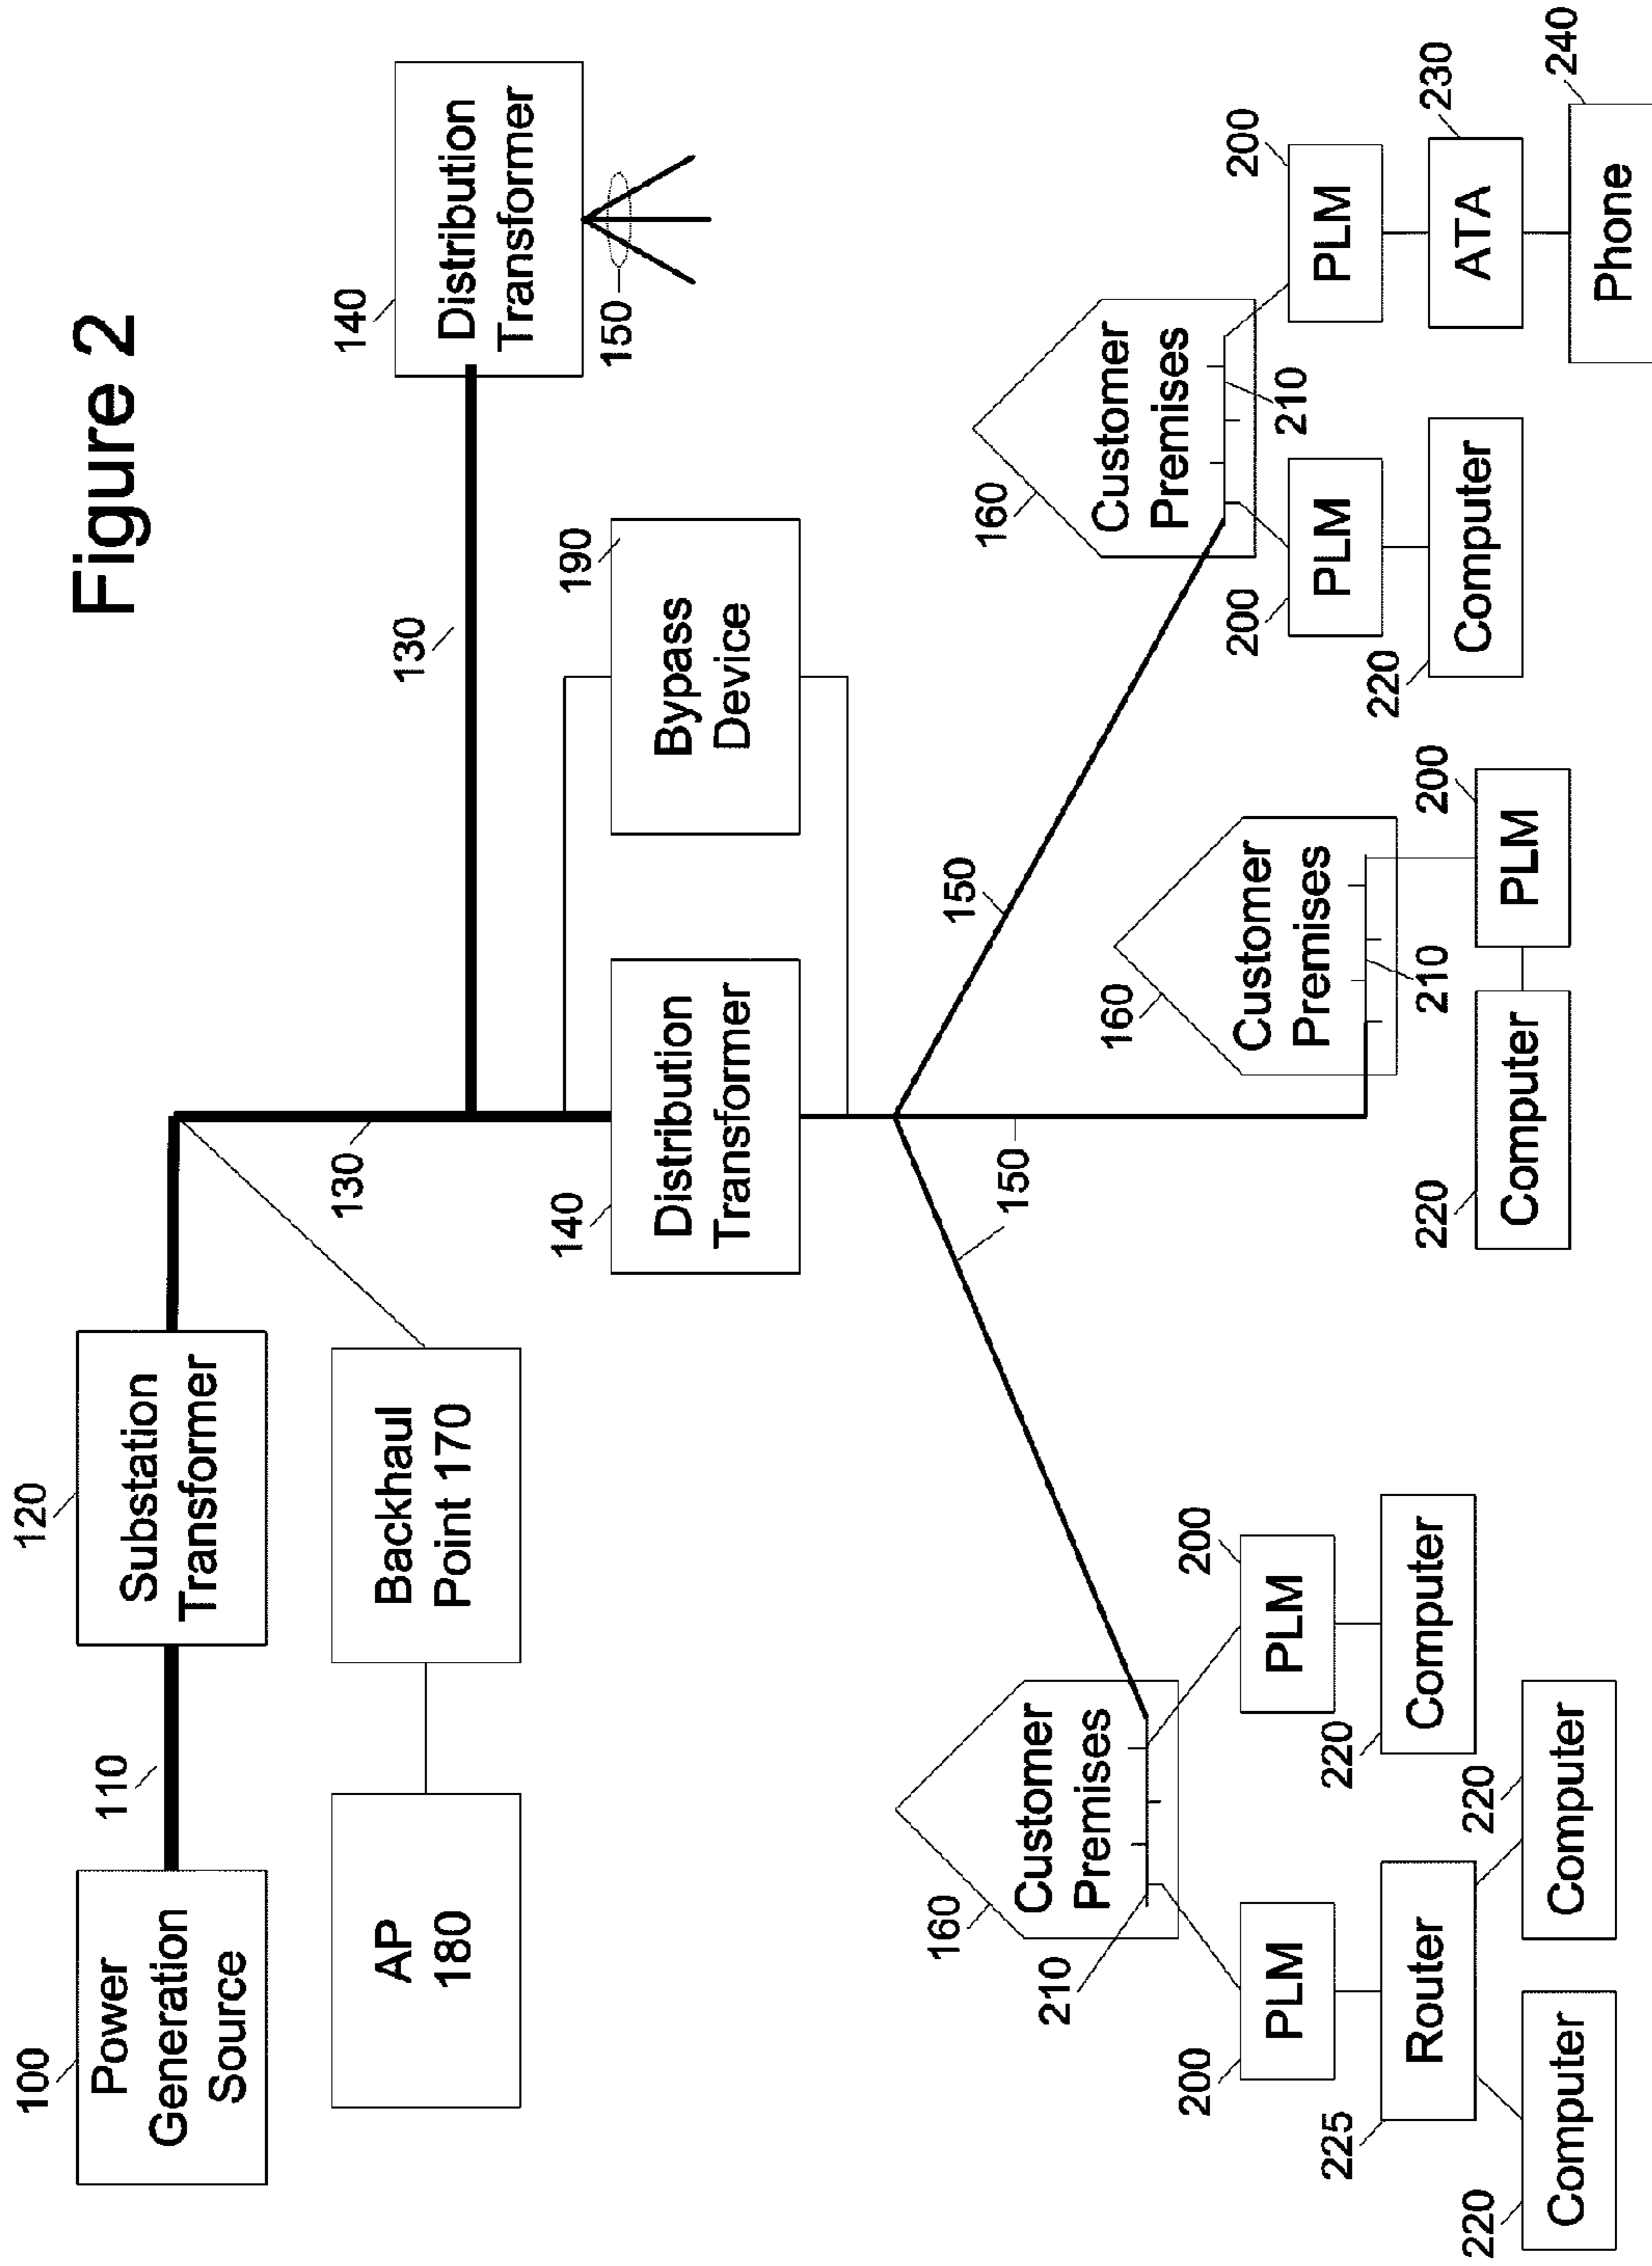 Figure 2
100
Power
Generation
Source
110
120
Substation
Transformer
AP
180
Backhaul
Point 170
130
130
140
Distribution
Transformer
150
140
Distribution
Transformer
190
Bypass
Device
150
150
160
Customer
Premises
210
200
PLM
200
PLM
225
Router
220
Computer
220
Computer
220
Computer
160
Customer
Premises
210
200
PLM
220
Computer
160
Customer
Premises
210
200
PLM
220
Computer
200
PLM
230
ATA
240
Phone